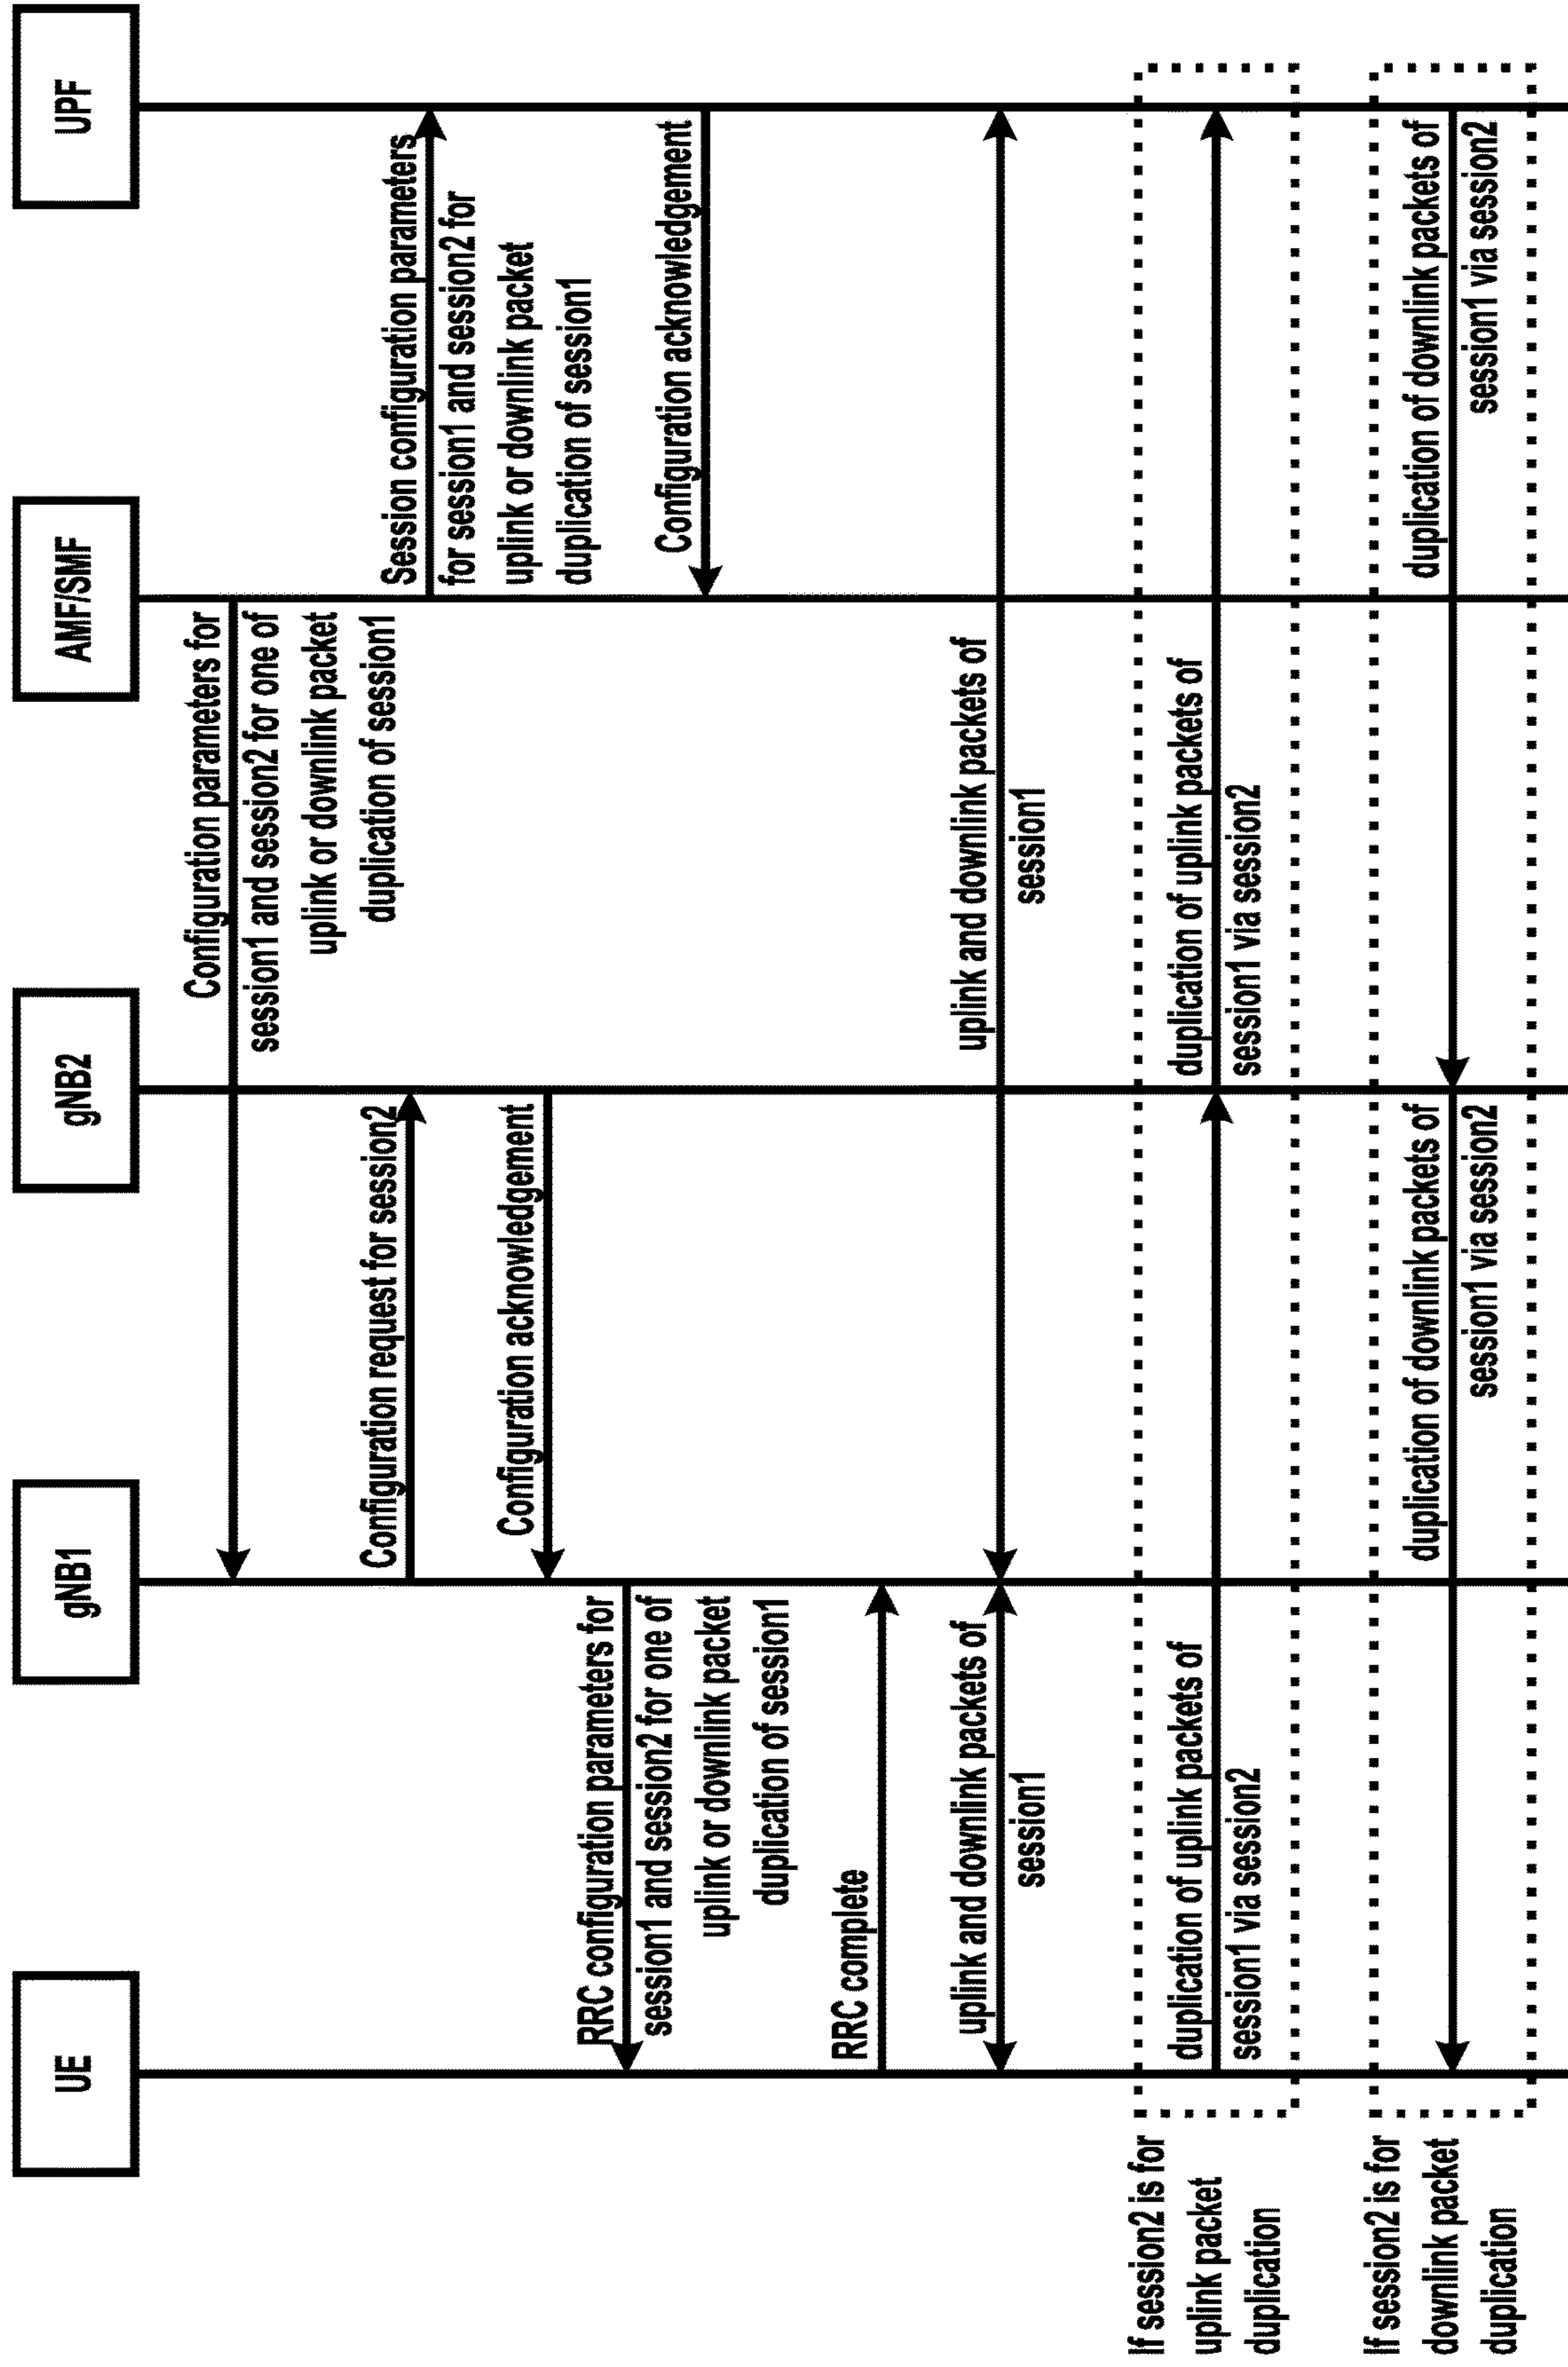 UE
gNB1
gNB2
AMF/SMF
UPF
Configuration parameters for
session1 and session2 for one of
uplink or downlink packet
duplication of session1
Configuration request for session2
Session configuration parameters
for session1 and session2 for
uplink or downlink packet
duplication of session1
Configuration acknowledgement
RRC configuration parameters for
session1 and session2 for one of
uplink or downlink packet
duplication of session1
Configuration acknowledgement
RRC complete
uplink and downlink packets of
session1
uplink and downlink packets of
session1
If session2 is for
uplink packet
duplication
duplication of uplink packets of
session1 via session2
duplication of uplink packets of
session1 via session2
If session2 is for
downlink packet
duplication
duplication of downlink packets of
session1 via session2
duplication of downlink packets of
session1 via session2